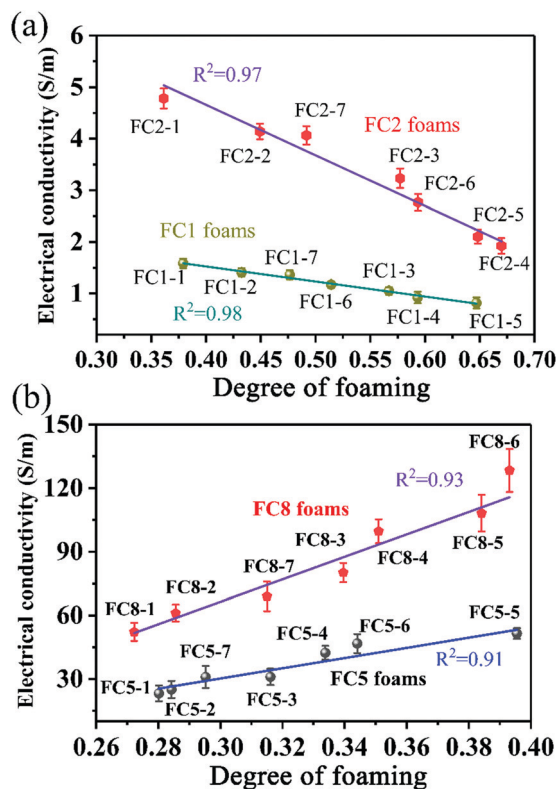 (a)
Electrical conductivity (S/m)
6
5
4
3
2
1
R²=0.97
FC2-1
FC2-2
FC2-7
FC2 foams
FC2-3
FC2-6
FC2-5
FC2-4
FC1 foams
FC1-1
FC1-2
FC1-7
FC1-6
FC1-3
FC1-4
FC1-5
R²=0.98
0.30 0.35 0.40 0.45 0.50 0.55 0.60 0.65 0.70
Degree of foaming
(b)
Electrical conductivity (S/m)
150
120
90
60
30
FC8-6
R²=0.93
FC8 foams
FC8-3
FC8-4
FC8-5
FC8-7
FC8-2
FC8-1
FC5-4
FC5-6
FC5-5
FC5-7
FC5-1
FC5-2
FC5-3
FC5 foams
R²=0.91
0.26 0.28 0.30 0.32 0.34 0.36 0.38 0.40
Degree of foaming